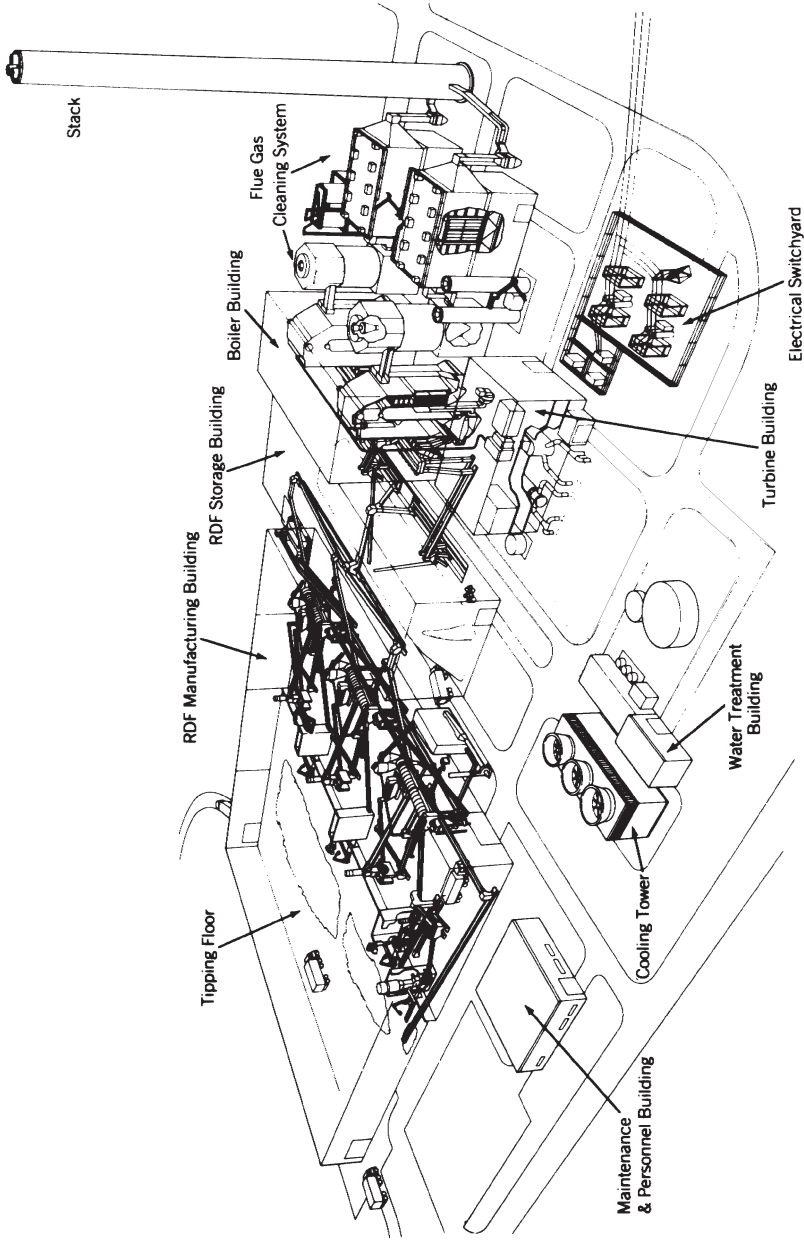 Stack
Flue Gas
Cleaning System
Boiler Building
RDF Storage Building
RDF Manufacturing Building
Tipping Floor
Electrical Switchyard
Turbine Building
Water Treatment
Building
Cooling Tower
Maintenance
& Personnel Building